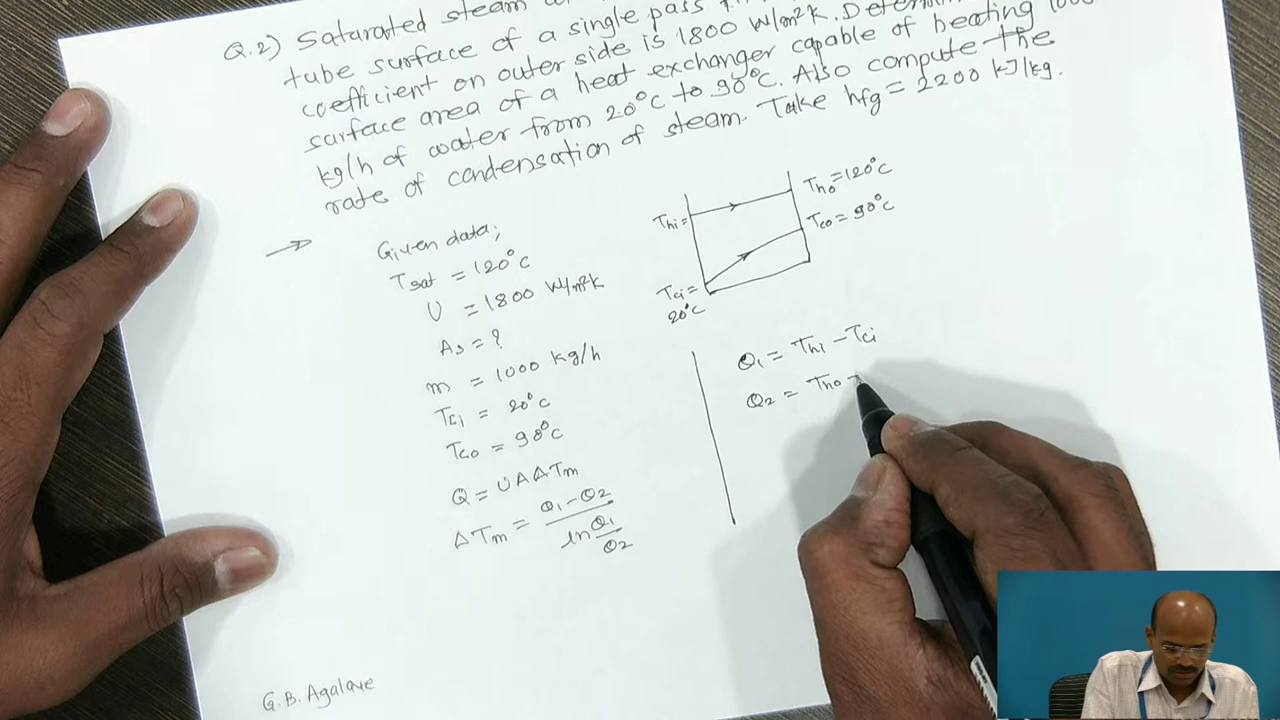 Q.2) Saturated steam
tube surface of a single pass
coefficient on outer side is 1800 W/m²k. Determin
surface area of a heat exchanger capable of heating 1000
kg/h of water from 20°C to 90°C. Also compute the
rate of condensation of steam. Take hfg = 2200 kJ/kg.
Given data;
Tsat = 120°C
U = 1800 W/m²k
As = ?
m = 1000 kg/h
Tci = 20°C
Tco = 90°C
Q = UAΔTm
ΔTm = θ1 - θ2 / ln θ1/θ2
Thi =
Tho = 120°C
Tco = 90°C
Tci =
20°C
θ1 = Thi - Tci
θ2 = Tho -
G.B. Agalave